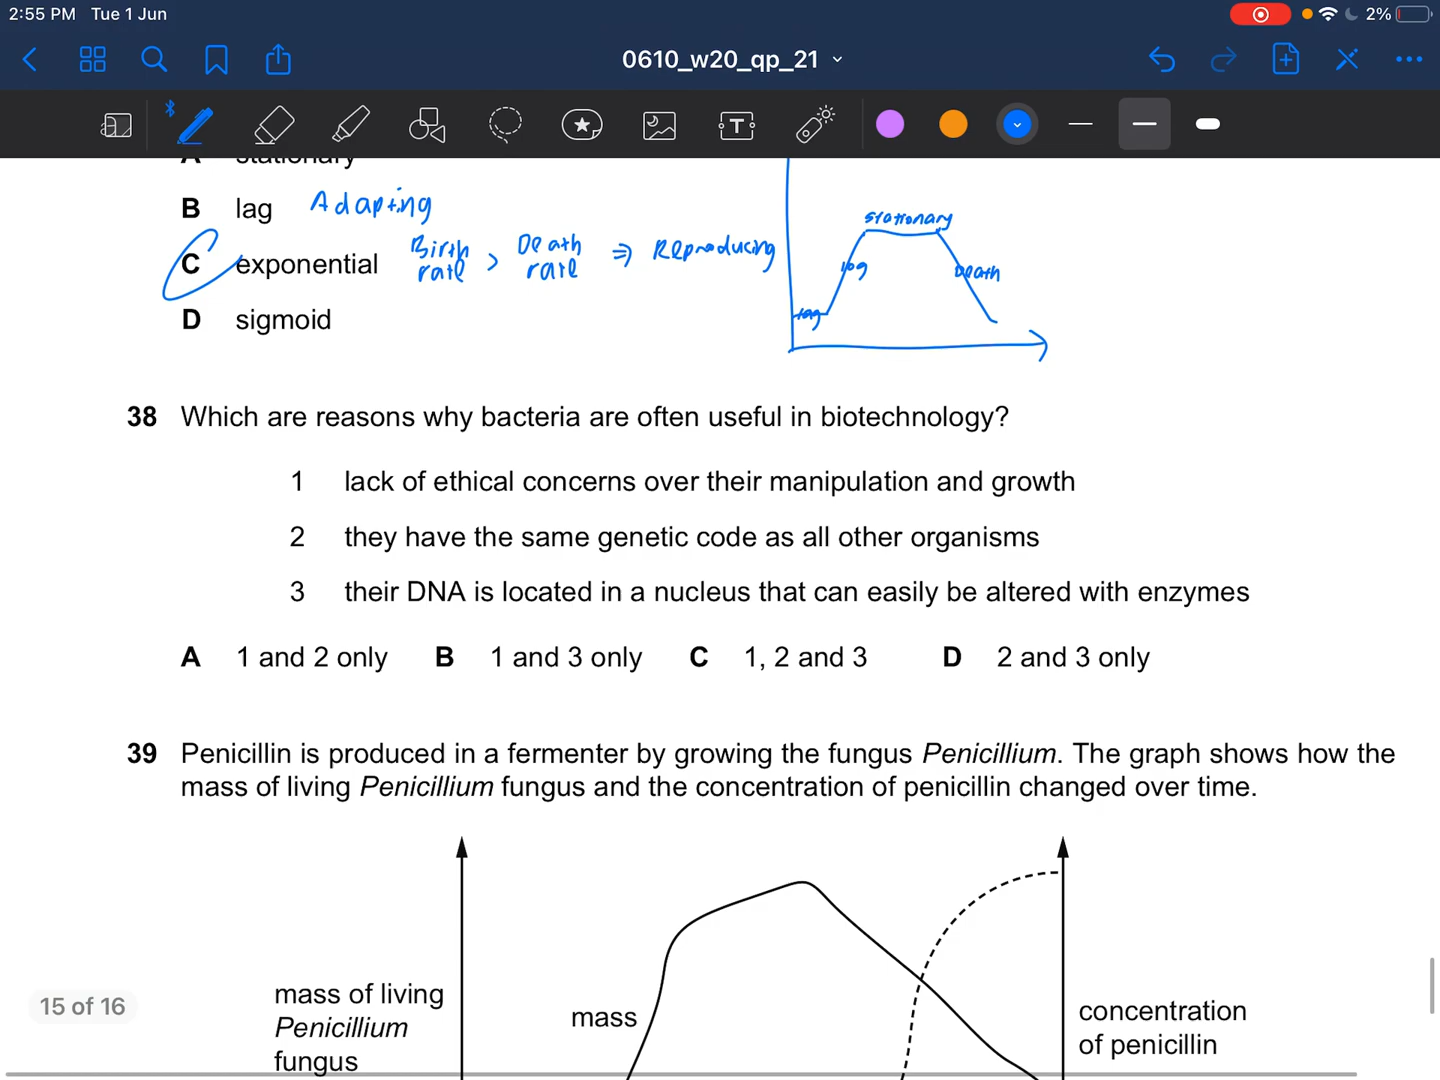 2:55 PM Tue 1 Jun
2%
0610_w20_qp_21
T
A stationary
B lag Adapting
C exponential Birth rate > Death rate ⇒ Reproducing
D sigmoid
stationary
log
Death
lag
38 Which are reasons why bacteria are often useful in biotechnology?
1 lack of ethical concerns over their manipulation and growth
2 they have the same genetic code as all other organisms
3 their DNA is located in a nucleus that can easily be altered with enzymes
A 1 and 2 only B 1 and 3 only C 1, 2 and 3 D 2 and 3 only
39 Penicillin is produced in a fermenter by growing the fungus Penicillium. The graph shows how the
mass of living Penicillium fungus and the concentration of penicillin changed over time.
mass of living
Penicillium
fungus
mass
concentration
of penicillin
15 of 16